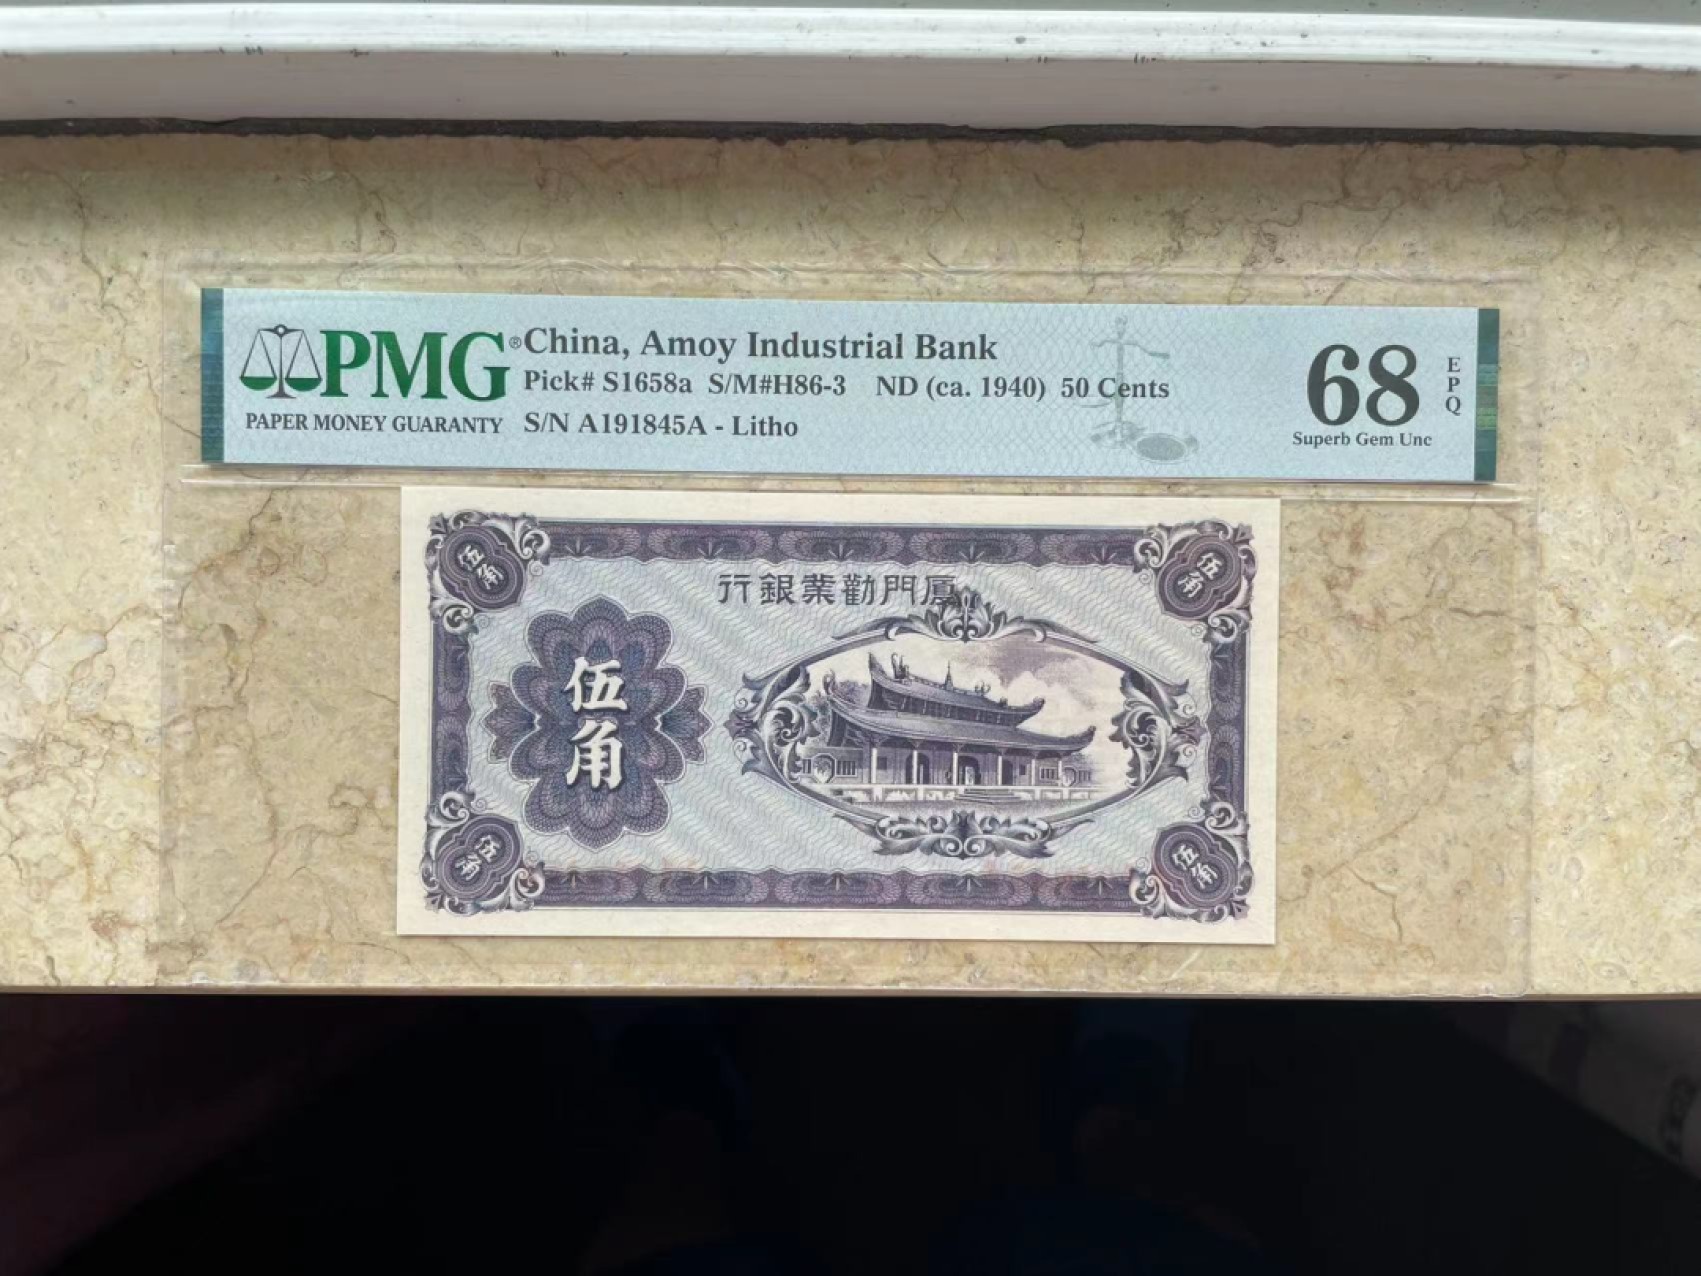 PMG® China, Amoy Industrial Bank
Pick# S1658a S/M#H86-3 ND (ca. 1940) 50 Cents
PAPER MONEY GUARANTY S/N A191845A - Litho
68
EPQ
Superb Gem Unc
伍角
伍角
行銀業勸門厦
伍角
伍角
伍角